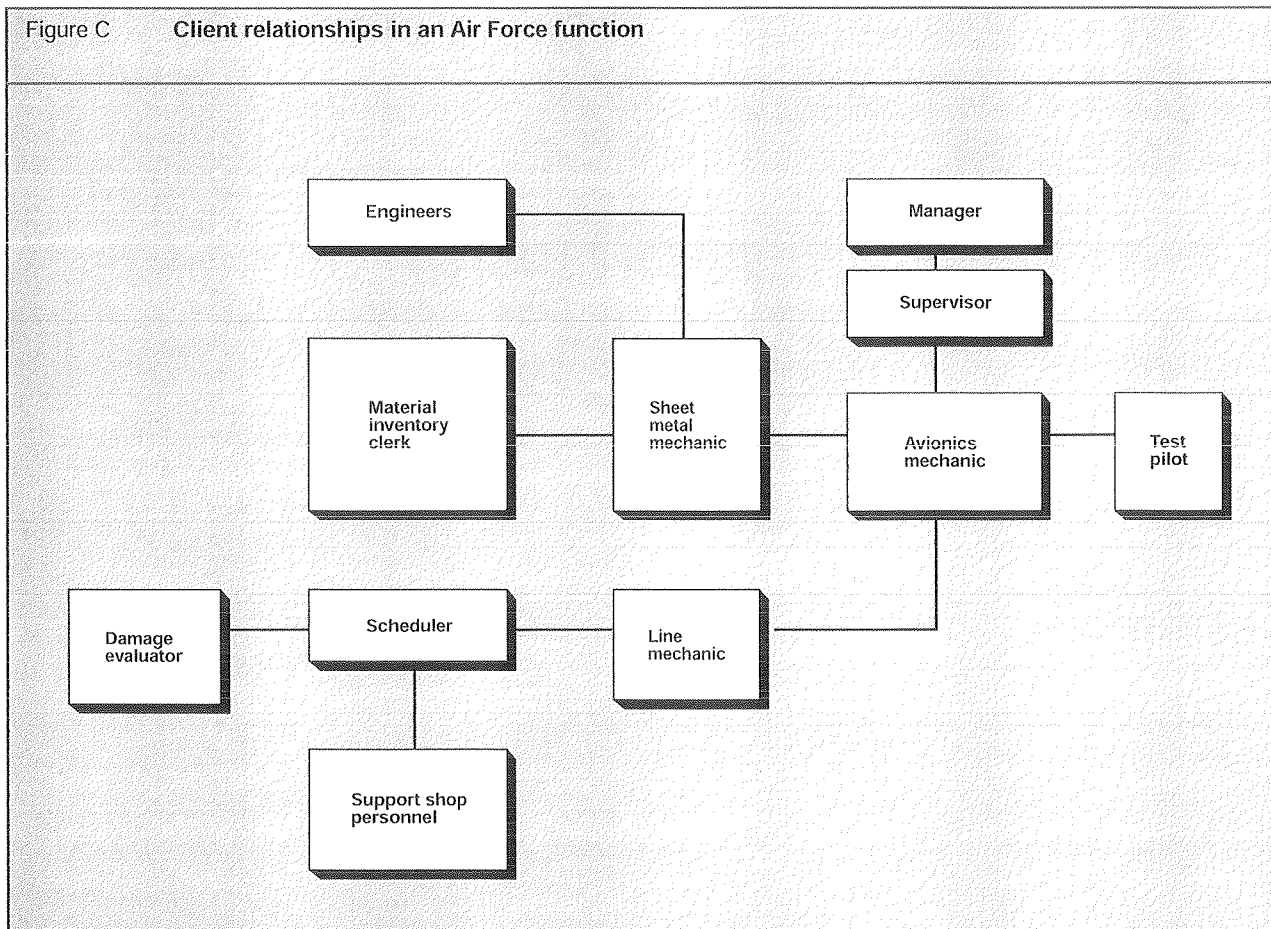 Figure C Client relationships in an Air Force function
Engineers
Manager
Supervisor
Material
inventory
clerk
Sheet
metal
mechanic
Avionics
mechanic
Test
pilot
Damage
evaluator
Scheduler
Line
mechanic
Support shop
personnel